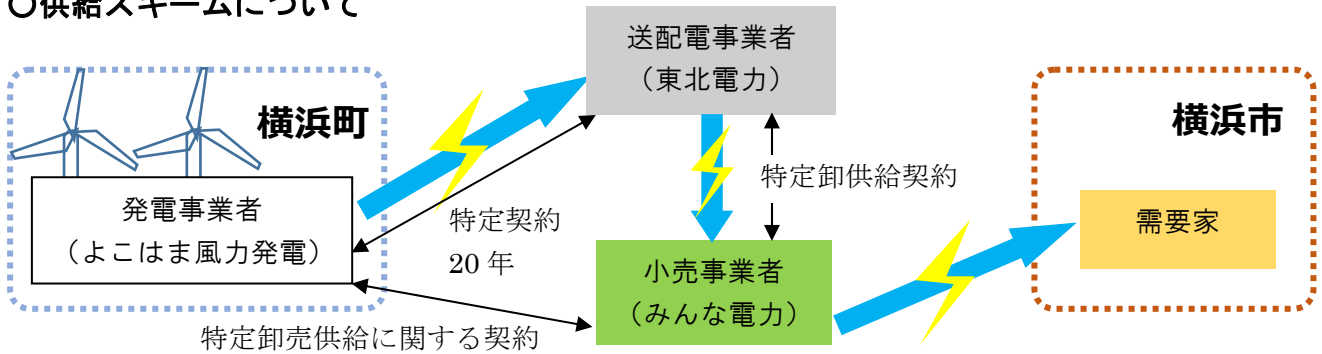 〇供給スキームについて
送配電事業者
（東北電力）
横浜町
横浜市
発電事業者
（よこはま風力発電）
特定契約
20 年
特定卸供給契約
需要家
小売事業者
（みんな電力）
特定卸売供給に関する契約